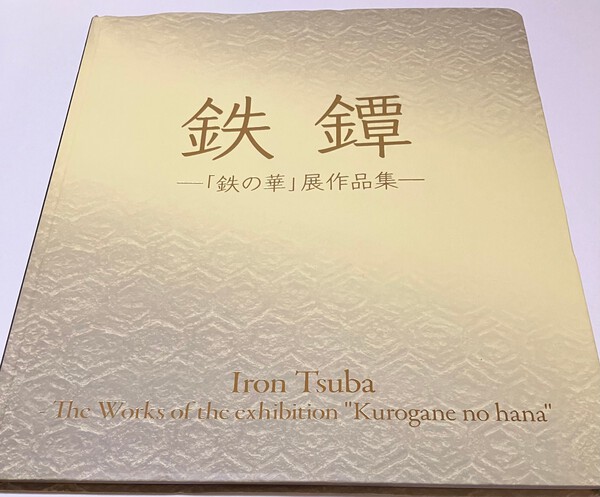 鉄 鐔
—「鉄の華」展作品集—
Iron Tsuba
- The Works of the exhibition "Kurogane no hana"